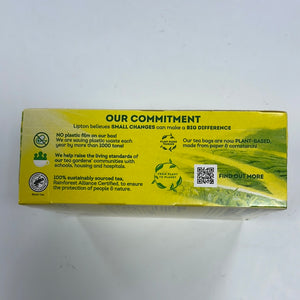 OUR COMMITMENT
Lipton believes SMALL CHANGES can make a BIG DIFFERENCE
NO plastic film on our box!
We are saving plastic waste each
year by more than 1000 tons!
Our tea bags are now PLANT-BASED,
made from paper & cornstarch!
We help raise the living standards of
our tea gardens' communities with
schools, housing and hospitals.
100% sustainably sourced tea,
Rainforest Alliance Certified, to ensure
the protection of people & nature.
FROM PLANT
TO PLANET
FIND OUT MORE